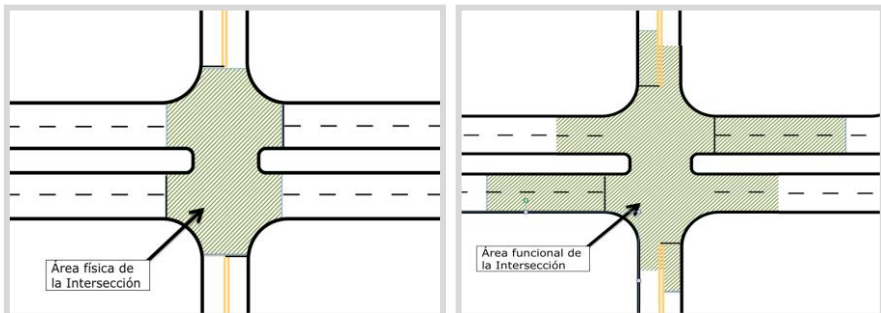 Área física de
la Intersección
Área funcional de
la Intersección